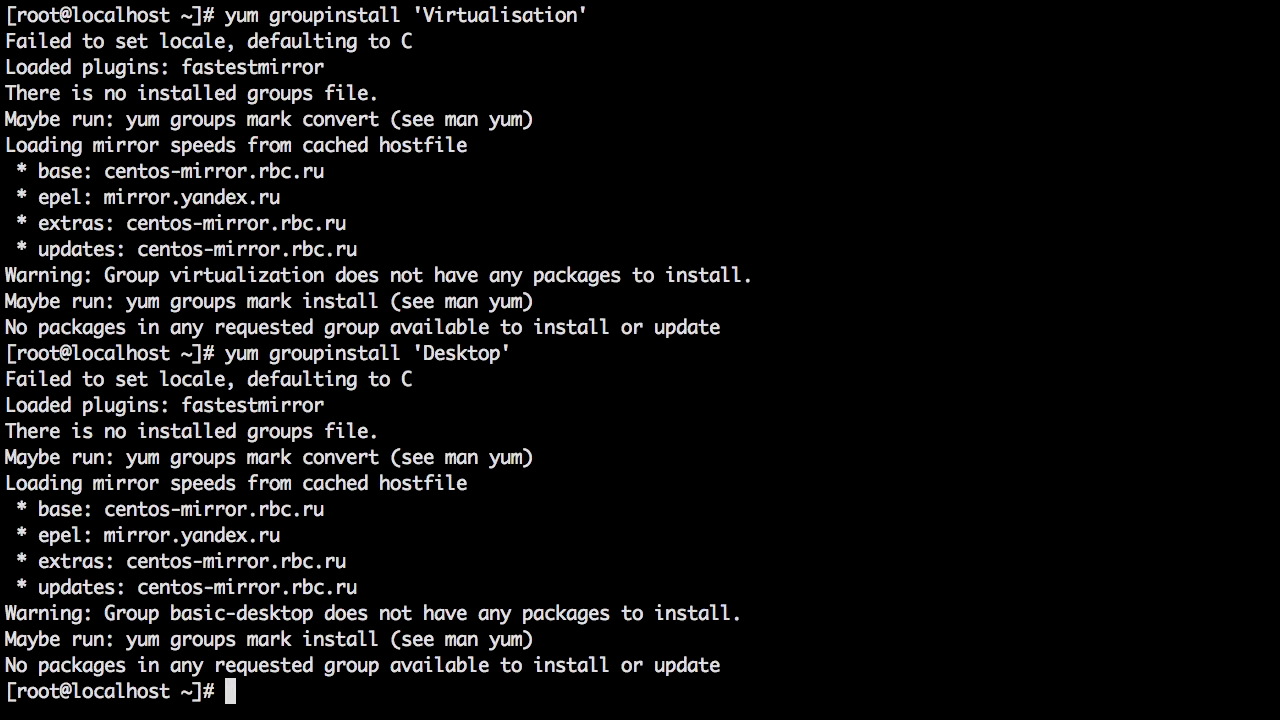 [root@localhost ~]# yum groupinstall 'Virtualisation'
Failed to set locale, defaulting to C
Loaded plugins: fastestmirror
There is no installed groups file.
Maybe run: yum groups mark convert (see man yum)
Loading mirror speeds from cached hostfile
 * base: centos-mirror.rbc.ru
 * epel: mirror.yandex.ru
 * extras: centos-mirror.rbc.ru
 * updates: centos-mirror.rbc.ru
Warning: Group virtualization does not have any packages to install.
Maybe run: yum groups mark install (see man yum)
No packages in any requested group available to install or update
[root@localhost ~]# yum groupinstall 'Desktop'
Failed to set locale, defaulting to C
Loaded plugins: fastestmirror
There is no installed groups file.
Maybe run: yum groups mark convert (see man yum)
Loading mirror speeds from cached hostfile
 * base: centos-mirror.rbc.ru
 * epel: mirror.yandex.ru
 * extras: centos-mirror.rbc.ru
 * updates: centos-mirror.rbc.ru
Warning: Group basic-desktop does not have any packages to install.
Maybe run: yum groups mark install (see man yum)
No packages in any requested group available to install or update
[root@localhost ~]#